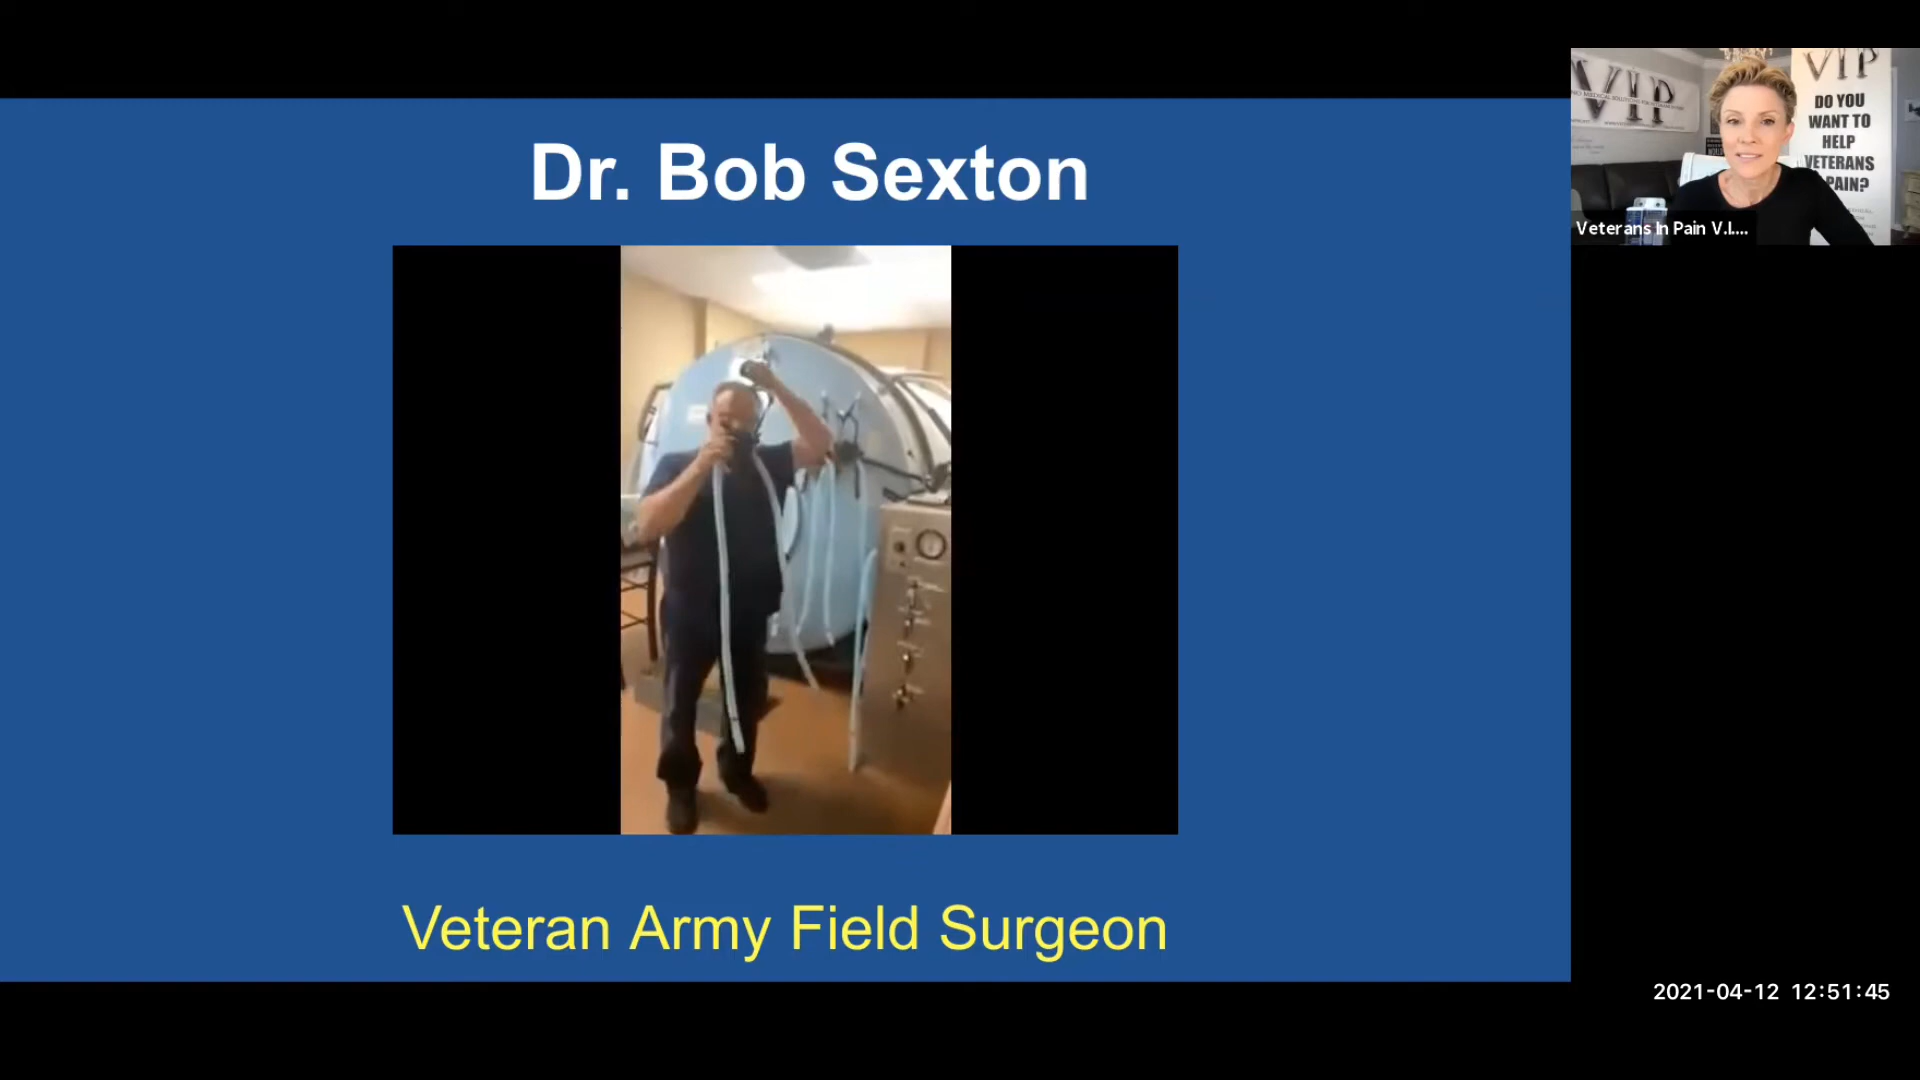 Dr. Bob Sexton
Veteran Army Field Surgeon
VIP
VIP
DO YOU
WANT TO
HELP
VETERANS
PAIN?
Veterans In Pain V.I....
2021-04-12 12:51:45